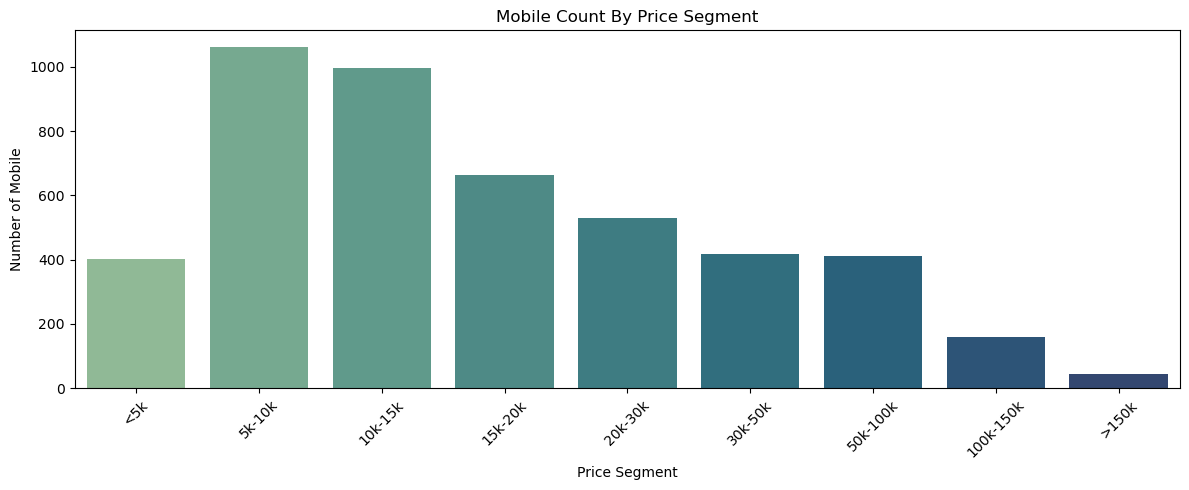 Mobile Count By Price Segment
Number of Mobile
1000
800
600
400
200
0
<5k
5k-10k
10k-15k
15k-20k
20k-30k
30k-50k
50k-100k
100k-150k
>150k
Price Segment